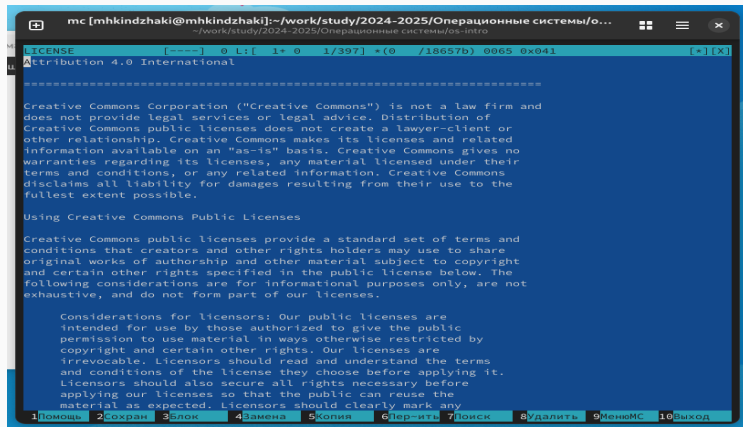 mc [mhkindzhaki@mhkindzhaki]:~/work/study/2024-2025/Операционные системы/o...
~/work/study/2024-2025/Операционные системы/os-intro
LICENSE [----] 0 L:[ 1+ 0 1/397] *(0 /18657b) 0065 0x041 [*][X]
Attribution 4.0 International
=======================================================================
Creative Commons Corporation ("Creative Commons") is not a law firm and
does not provide legal services or legal advice. Distribution of
Creative Commons public licenses does not create a lawyer-client or
other relationship. Creative Commons makes its licenses and related
information available on an "as-is" basis. Creative Commons gives no
warranties regarding its licenses, any material licensed under their
terms and conditions, or any related information. Creative Commons
disclaims all liability for damages resulting from their use to the
fullest extent possible.
Using Creative Commons Public Licenses
Creative Commons public licenses provide a standard set of terms and
conditions that creators and other rights holders may use to share
original works of authorship and other material subject to copyright
and certain other rights specified in the public license below. The
following considerations are for informational purposes only, are not
exhaustive, and do not form part of our licenses.
Considerations for licensors: Our public licenses are
intended for use by those authorized to give the public
permission to use material in ways otherwise restricted by
copyright and certain other rights. Our licenses are
irrevocable. Licensors should read and understand the terms
and conditions of the license they choose before applying it.
Licensors should also secure all rights necessary before
applying our licenses so that the public can reuse the
material as expected. Licensors should clearly mark any
1Помощь 2Сохран 3Блок 4Замена 5Копия 6Пер~ить 7Поиск 8Удалить 9МенюMC 10Выход